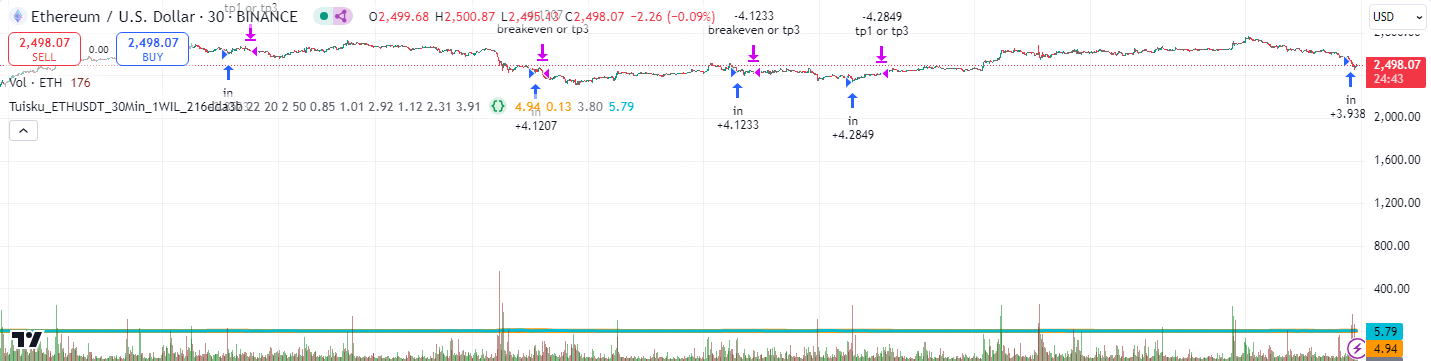 Ethereum / U.S. Dollar · 30 · BINANCE O2,499.68 H2,500.87 L2,495.43 C2,498.07 −2.26 (−0.09%)
USD
2,498.07 SELL
0.00
2,498.07 BUY
Vol · ETH 176
Tuisku_ETHUSDT_30Min_1WIL_216dda3b 22 20 2 50 0.85 1.01 2.92 1.12 2.31 3.91 {} 4.94 0.13 3.80 5.79
tp1 or tp3
in
breakeven or tp3
in
+4.1207
-4.1233
breakeven or tp3
in
+4.1233
-4.2849
tp1 or tp3
in
+4.2849
in
+3.938
2,498.07
24:43
2,000.00
1,600.00
1,200.00
800.00
400.00
5.79
4.94